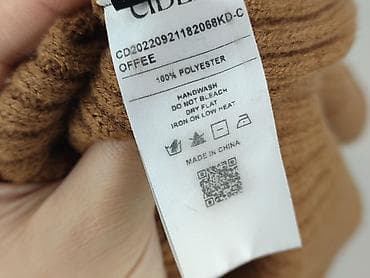 CD20220921182068KD-C
OFFEE
100% POLYESTER
HANDWASH
DO NOT BLEACH
DRY FLAT
IRON ON LOW HEAT
MADE IN CHINA